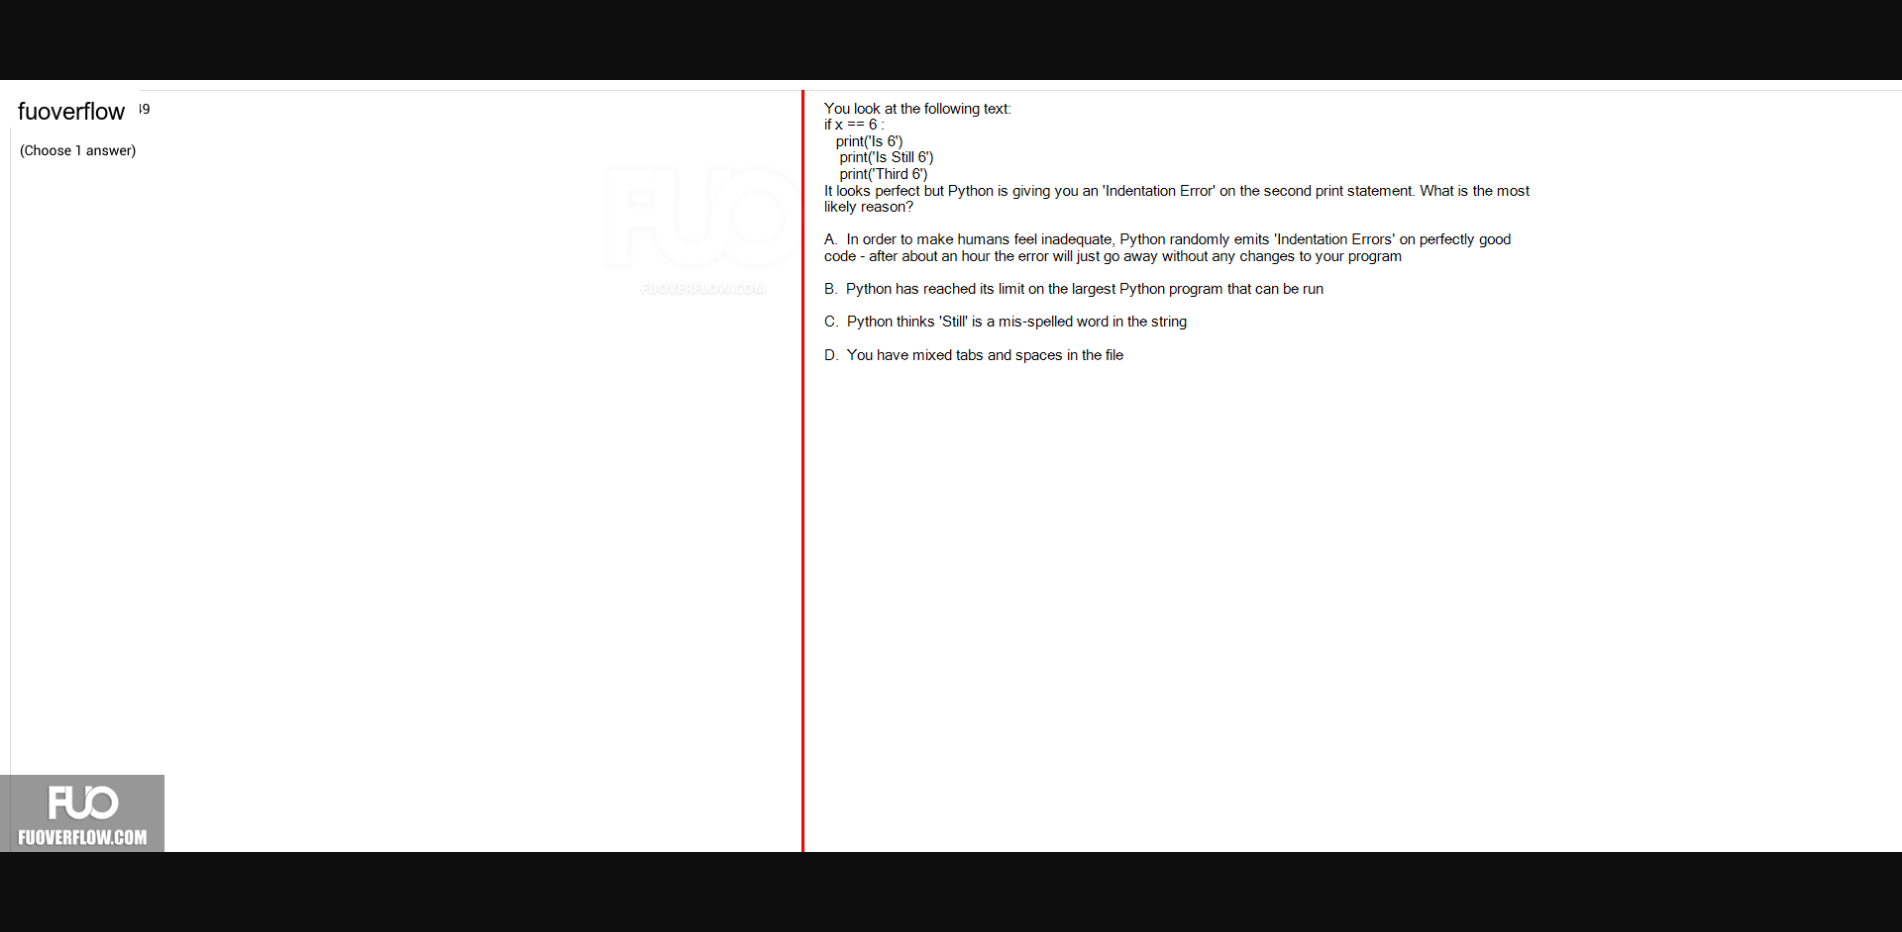 fuoverflow
49
(Choose 1 answer)
You look at the following text:
if x == 6 :
print('Is 6')
print('Is Still 6')
print('Third 6')
It looks perfect but Python is giving you an 'Indentation Error' on the second print statement. What is the most
likely reason?
A. In order to make humans feel inadequate, Python randomly emits 'Indentation Errors' on perfectly good
code - after about an hour the error will just go away without any changes to your program
B. Python has reached its limit on the largest Python program that can be run
C. Python thinks 'Still' is a mis-spelled word in the string
D. You have mixed tabs and spaces in the file
FUO
FUOVERFLOW.COM
FUO
FUOVERFLOW.COM